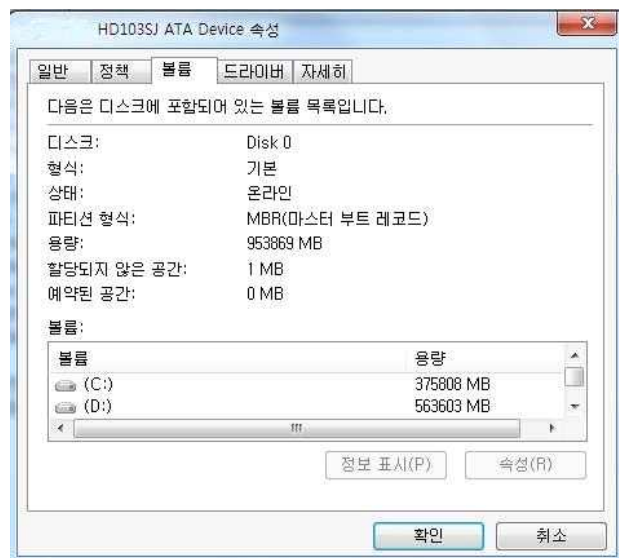 HD103SJ ATA Device 속성
일반 정책 볼륨 드라이버 자세히
다음은 디스크에 포함되어 있는 볼륨 목록입니다.
디스크: Disk 0
형식: 기본
상태: 온라인
파티션 형식: MBR(마스터 부트 레코드)
용량: 953869 MB
할당되지 않은 공간: 1 MB
예약된 공간: 0 MB
볼륨:
볼륨 용량
(C:) 375808 MB
(D:) 563603 MB
정보 표시(P) 속성(R)
확인 취소